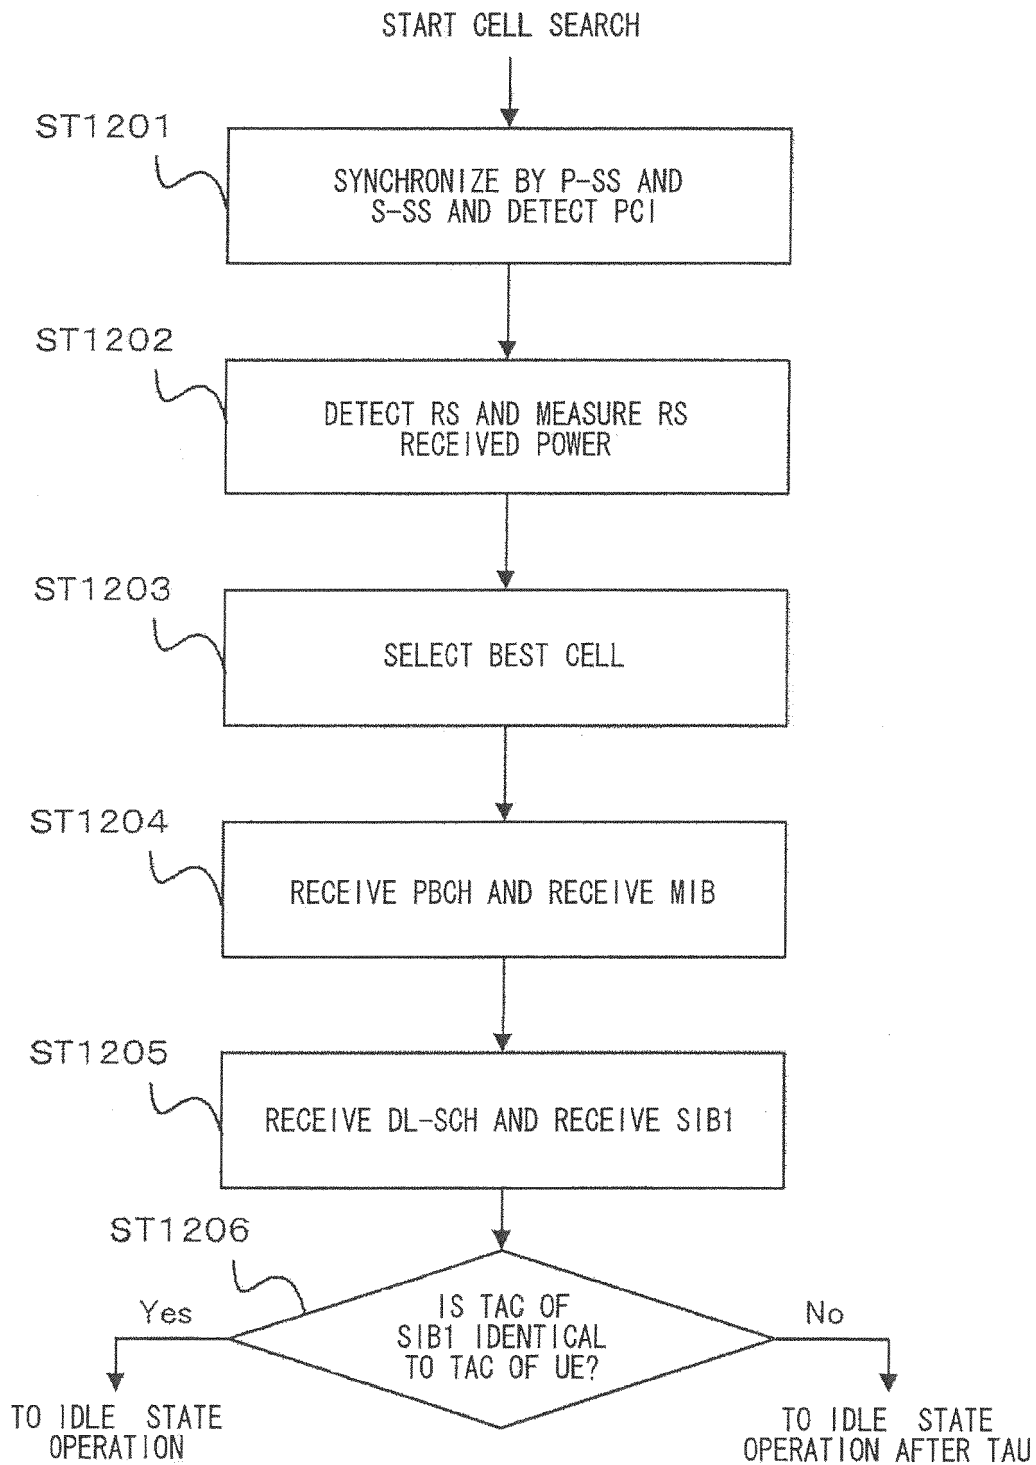 START CELL SEARCH
ST1201
SYNCHRONIZE BY P-SS AND
S-SS AND DETECT PCI
ST1202
DETECT RS AND MEASURE RS
RECEIVED POWER
ST1203
SELECT BEST CELL
ST1204
RECEIVE PBCH AND RECEIVE MIB
ST1205
RECEIVE DL-SCH AND RECEIVE SIB1
ST1206
IS TAC OF
SIB1 IDENTICAL
TO TAC OF UE?
Yes
No
TO IDLE STATE
OPERATION
TO IDLE STATE
OPERATION AFTER TAU